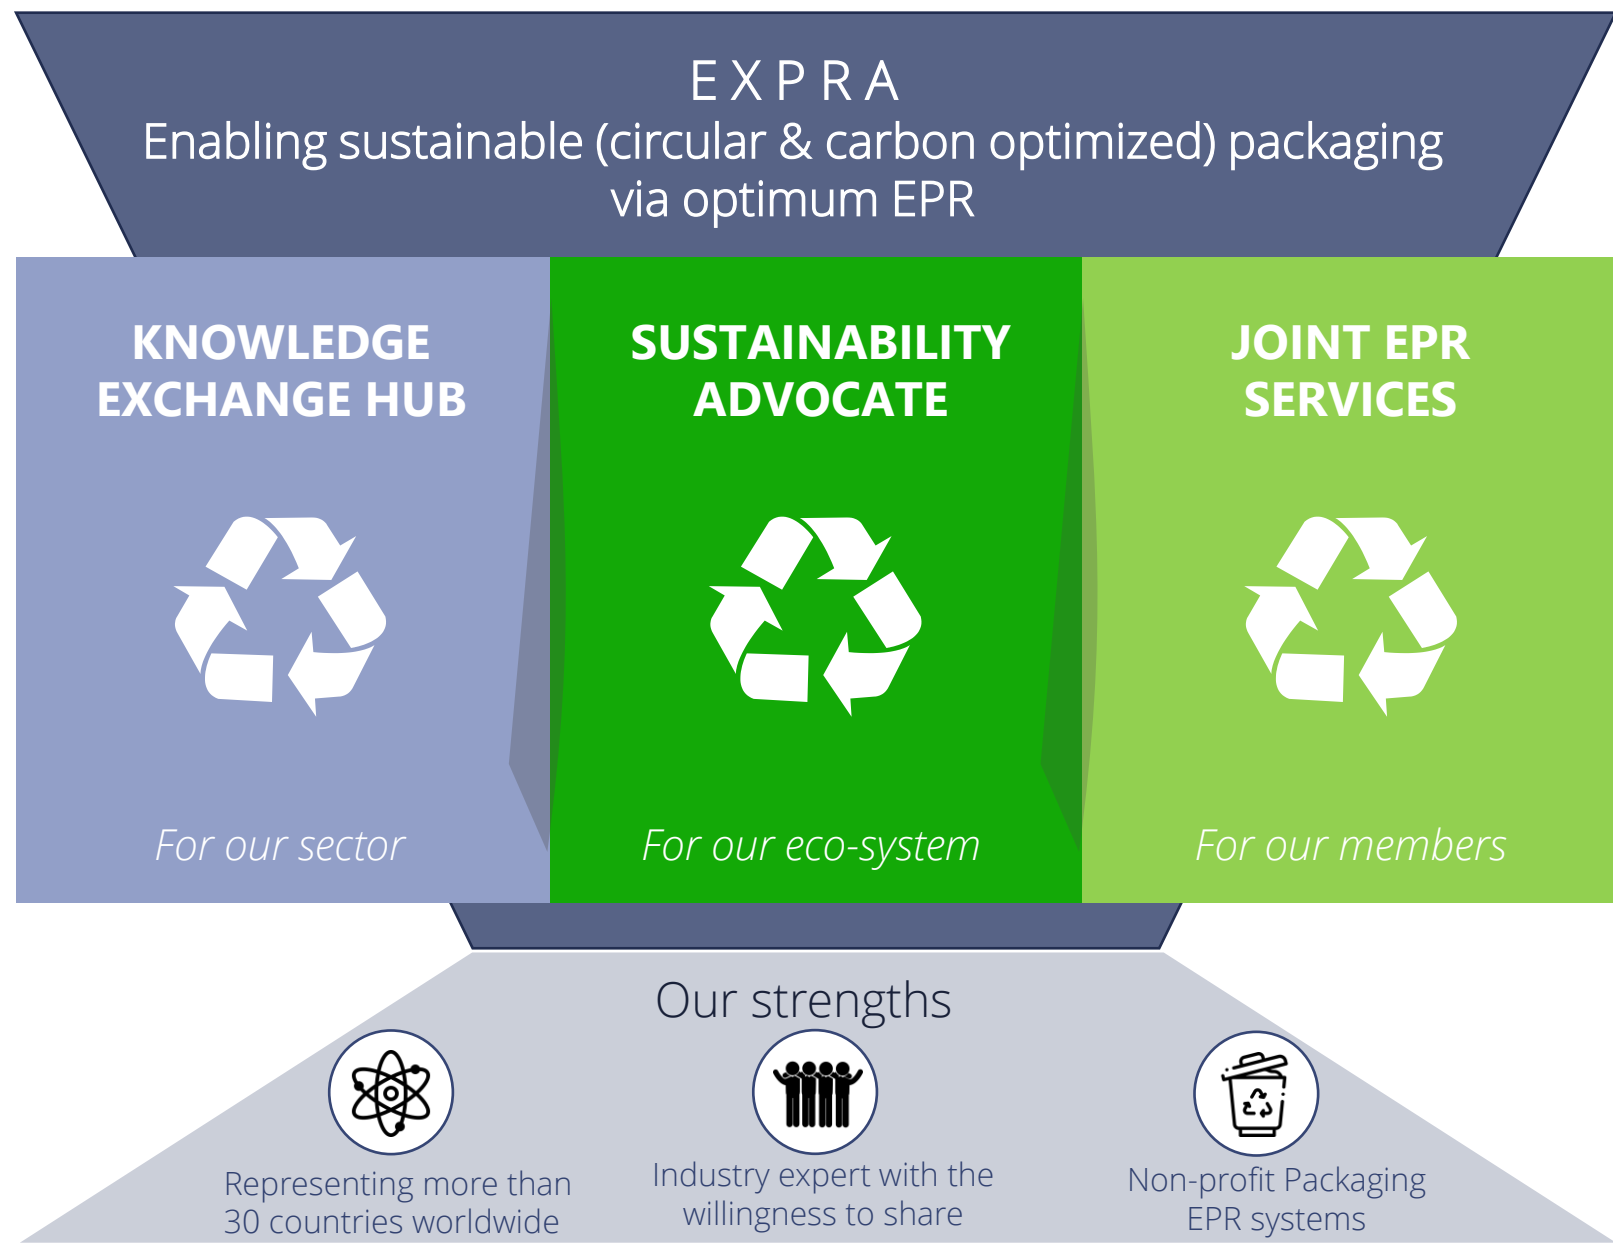 EXPRA
Enabling sustainable (circular & carbon optimized) packaging
via optimum EPR
KNOWLEDGE
EXCHANGE HUB
For our sector
SUSTAINABILITY
ADVOCATE
For our eco-system
JOINT EPR
SERVICES
For our members
Our strengths
Representing more than
30 countries worldwide
Industry expert with the
willingness to share
Non-profit Packaging
EPR systems